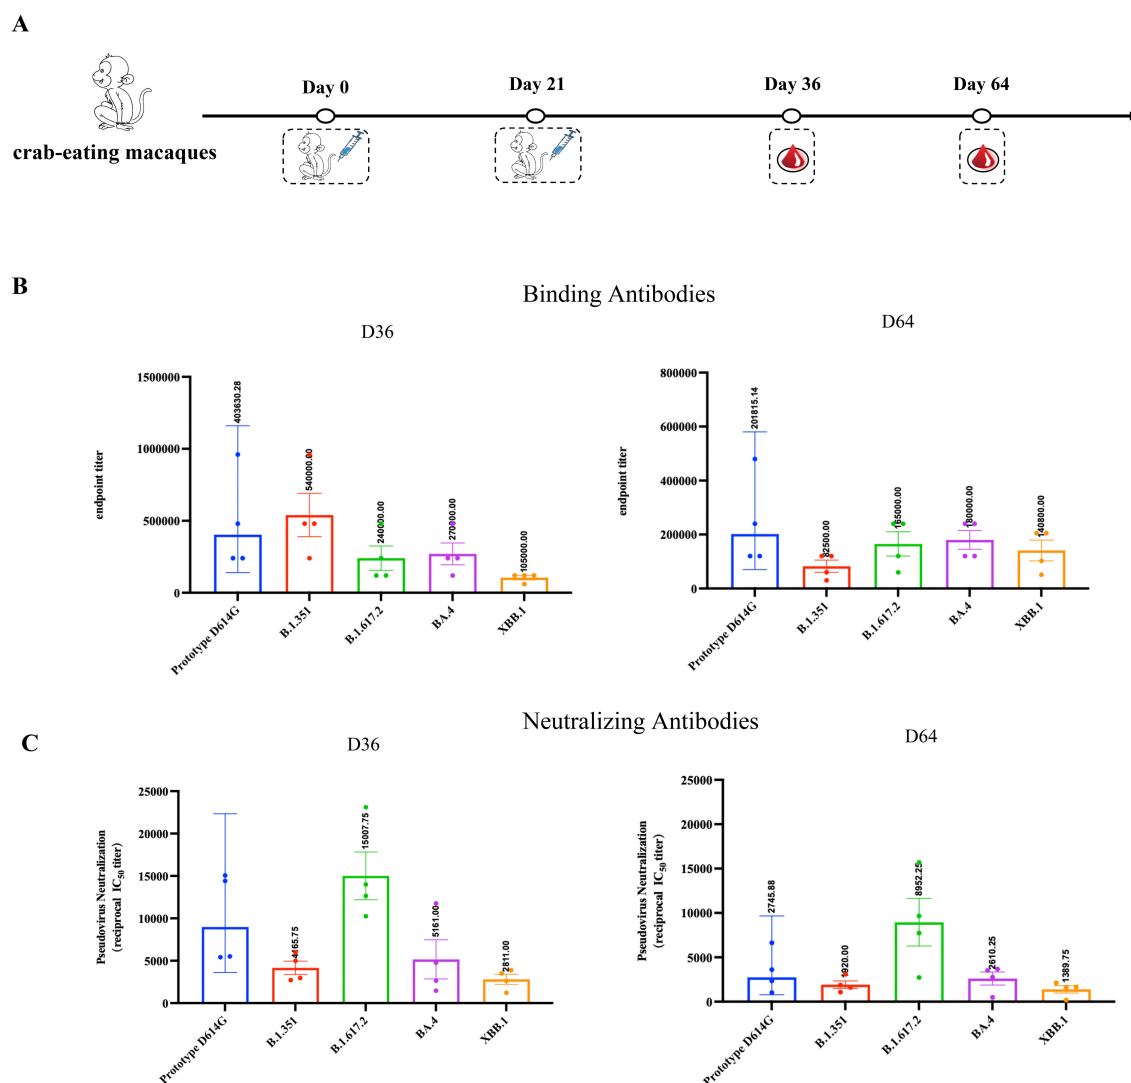 A
Day 0
Day 21
Day 36
Day 64
crab-eating macaques
B
Binding Antibodies
D36
endpoint titer
1500000
1000000
500000
0
403630.28
540000.00
240000.00
270000.00
105000.00
Prototype D614G
B.1.351
B.1.617.2
BA.4
XBB.1
D64
endpoint titer
800000
600000
400000
200000
0
201815.14
82500.00
165000.00
180000.00
140800.00
Prototype D614G
B.1.351
B.1.617.2
BA.4
XBB.1
C
Neutralizing Antibodies
D36
Pseudovirus Neutralization
(reciprocal IC50 titer)
25000
20000
15000
10000
5000
0
4165.75
15007.75
5161.00
2811.00
Prototype D614G
B.1.351
B.1.617.2
BA.4
XBB.1
D64
Pseudovirus Neutralization
(reciprocal IC50 titer)
25000
20000
15000
10000
5000
0
2745.88
1920.00
8952.25
2610.25
1389.75
Prototype D614G
B.1.351
B.1.617.2
BA.4
XBB.1